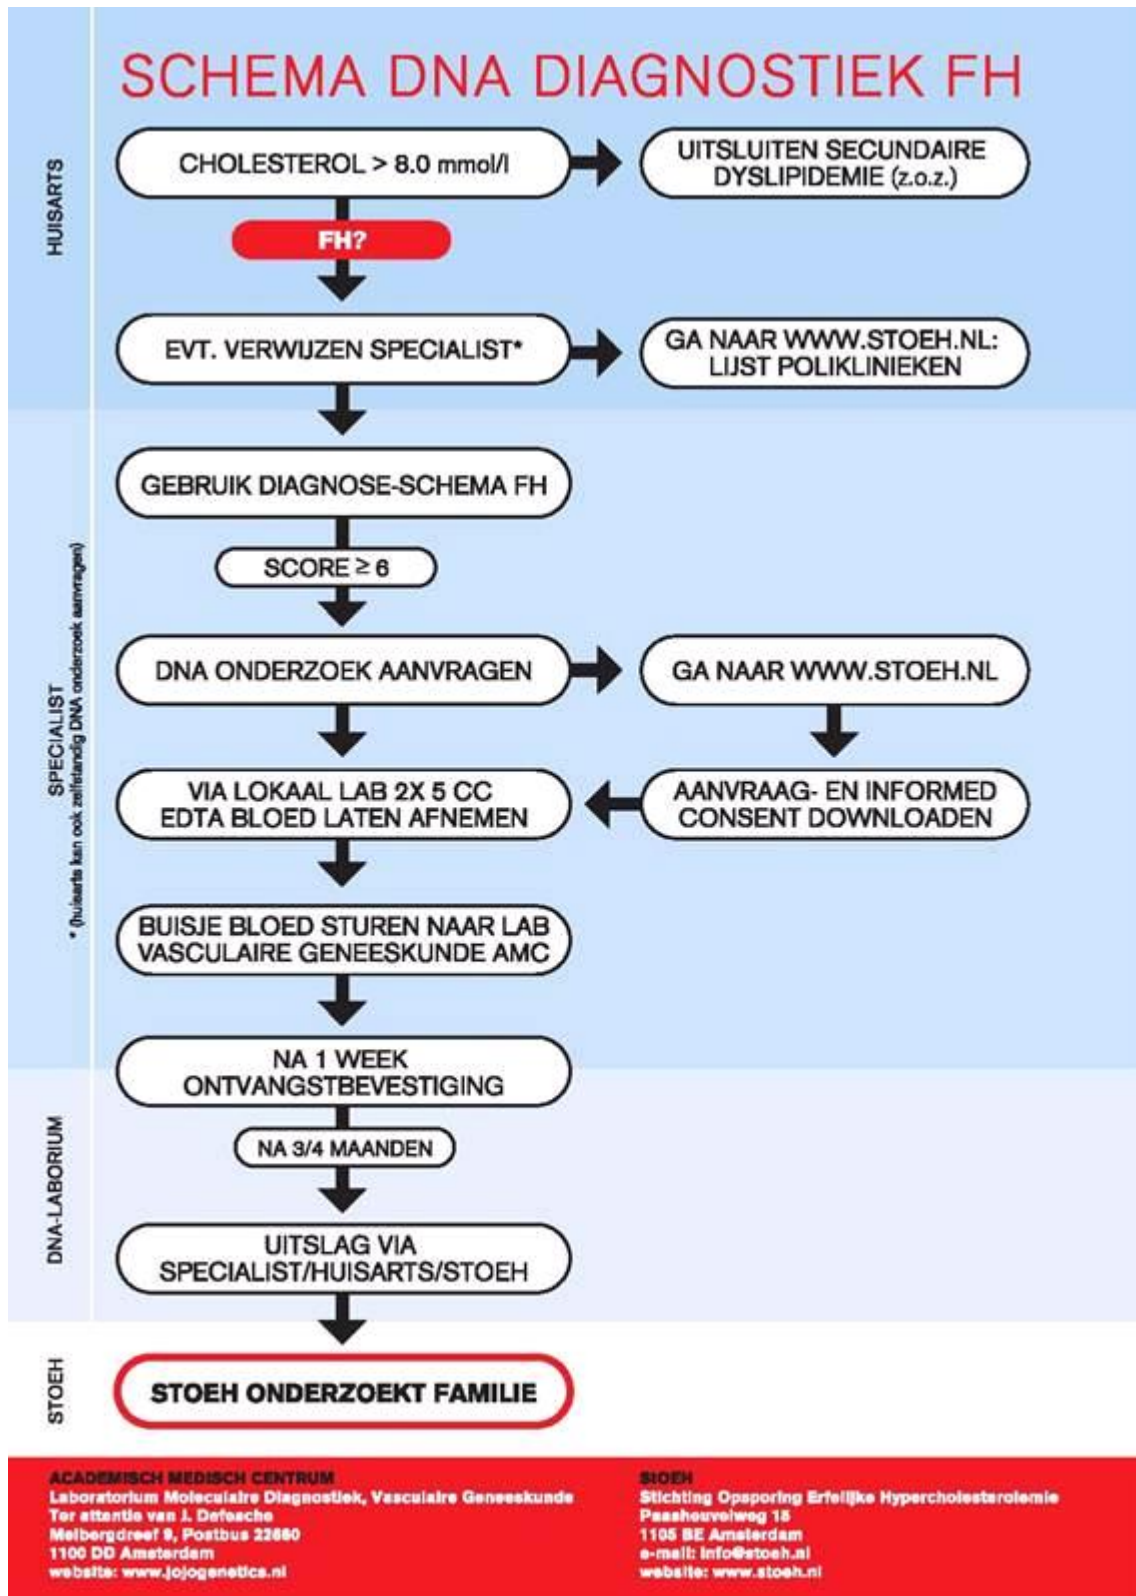 SCHEMA DNA DIAGNOSTIEK FH
HUISARTS
CHOLESTEROL > 8.0 mmol/l
UITSLUITEN SECUNDAIRE
DYSLIPIDEMIE (z.o.z.)
FH?
EVT. VERWIJZEN SPECIALIST*
GA NAAR WWW.STOEH.NL:
LIJST POLIKLINIEKEN
SPECIALIST
* (huisarts kan ook zelfstandig DNA onderzoek aanvragen)
GEBRUIK DIAGNOSE-SCHEMA FH
SCORE ≥ 6
DNA ONDERZOEK AANVRAGEN
GA NAAR WWW.STOEH.NL
AANVRAAG- EN INFORMED
CONSENT DOWNLOADEN
VIA LOKAAL LAB 2X 5 CC
EDTA BLOED LATEN AFNEMEN
BUISJE BLOED STUREN NAAR LAB
VASCULAIRE GENEESKUNDE AMC
NA 1 WEEK
ONTVANGSTBEVESTIGING
DNA-LABORIUM
NA 3/4 MAANDEN
UITSLAG VIA
SPECIALIST/HUISARTS/STOEH
STOEH
STOEH ONDERZOEKT FAMILIE
ACADEMISCH MEDISCH CENTRUM
Laboratorium Moleculaire Diagnostiek, Vasculaire Geneeskunde
Ter attentie van J. Defesche
Meibergdreef 9, Postbus 22660
1100 DD Amsterdam
website: www.jojogenetics.nl
StOEH
Stichting Opsporing Erfelijke Hypercholesterolemie
Paasheuvelweg 15
1105 BE Amsterdam
e-mail: info@stoeh.nl
website: www.stoeh.nl